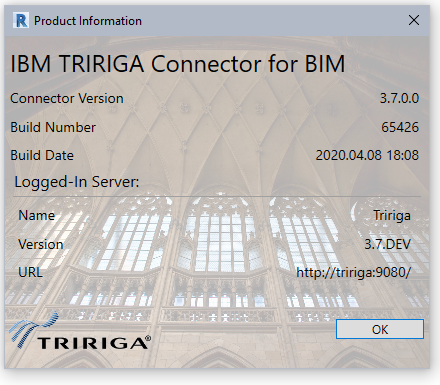 R Product Information
IBM TRIRIGA Connector for BIM
Connector Version 3.7.0.0
Build Number 65426
Build Date 2020.04.08 18:08
Logged-In Server:
Name Tririga
Version 3.7.DEV
URL http://tririga:9080/
TRIRIGA®
OK